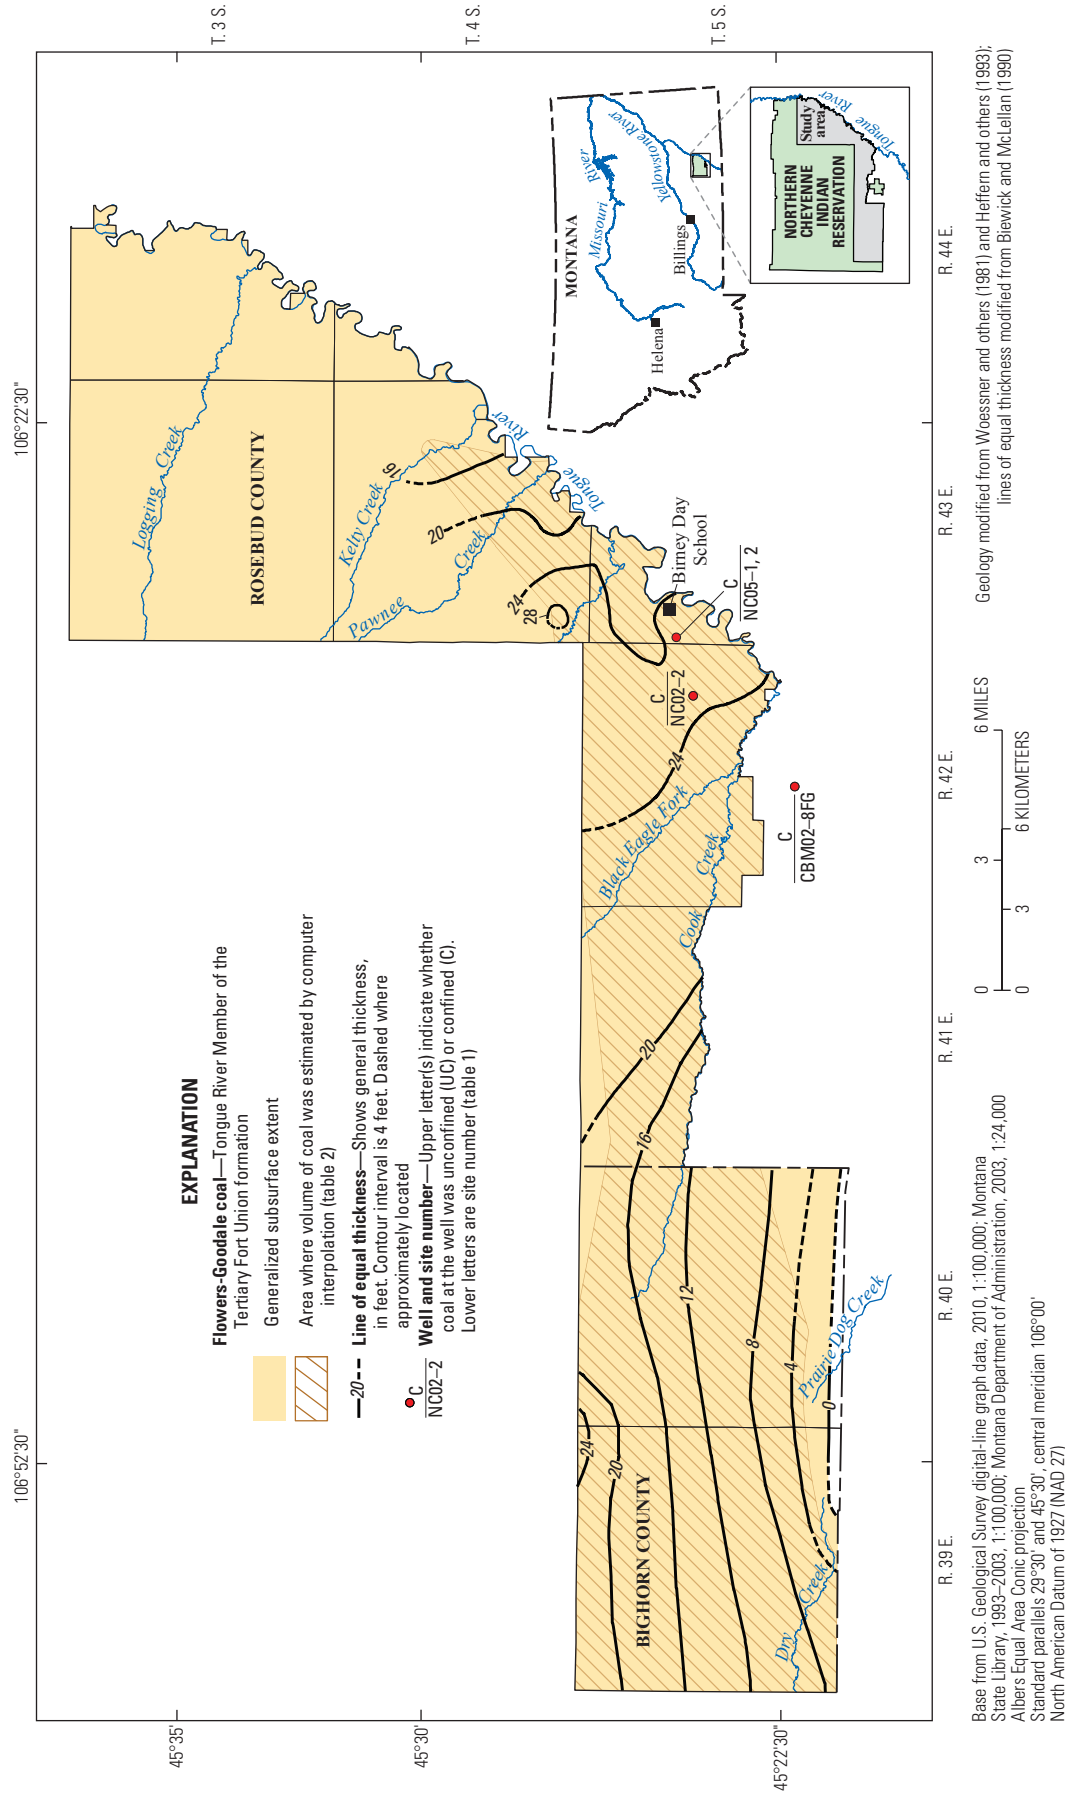 106°52'30"
106°22'30"
45°35'
45°30'
45°22'30"
T. 3 S.
T. 4 S.
T. 5 S.
R. 39 E.
R. 40 E.
R. 41 E.
R. 42 E.
R. 43 E.
R. 44 E.
EXPLANATION
Flowers-Goodale coal—Tongue River Member of the
Tertiary Fort Union formation
Generalized subsurface extent
Area where volume of coal was estimated by computer
interpolation (table 2)
20
Line of equal thickness—Shows general thickness,
in feet. Contour interval is 4 feet. Dashed where
approximately located
C
NC02–2
Well and site number—Upper letter(s) indicate whether
coal at the well was unconfined (UC) or confined (C).
Lower letters are site number (table 1)
ROSEBUD COUNTY
Logging Creek
Kelty Creek
Pawnee Creek
Tongue River
16
20
24
28
Birney Day
School
C
NC05–1, 2
C
NC02–2
24
Black Eagle Fork
Cook Creek
C
CBM02–8FG
20
16
12
8
4
0
24
20
BIGHORN COUNTY
Prairie Dog Creek
Dry Creek
MONTANA
Missouri River
Yellowstone River
Billings
Helena
NORTHERN
CHEYENNE
INDIAN
RESERVATION
Study
area
Tongue River
0 3 6 MILES
0 3 6 KILOMETERS
Base from U.S. Geological Survey digital-line graph data, 2010, 1:100,000; Montana
State Library, 1993–2003, 1:100,000; Montana Department of Administration, 2003, 1:24,000
Albers Equal Area Conic projection
Standard parallels 29°30' and 45°30', central meridian 106°00'
North American Datum of 1927 (NAD 27)
Geology modified from Woessner and others (1981) and Heffern and others (1993);
lines of equal thickness modified from Biewick and McLellan (1990)